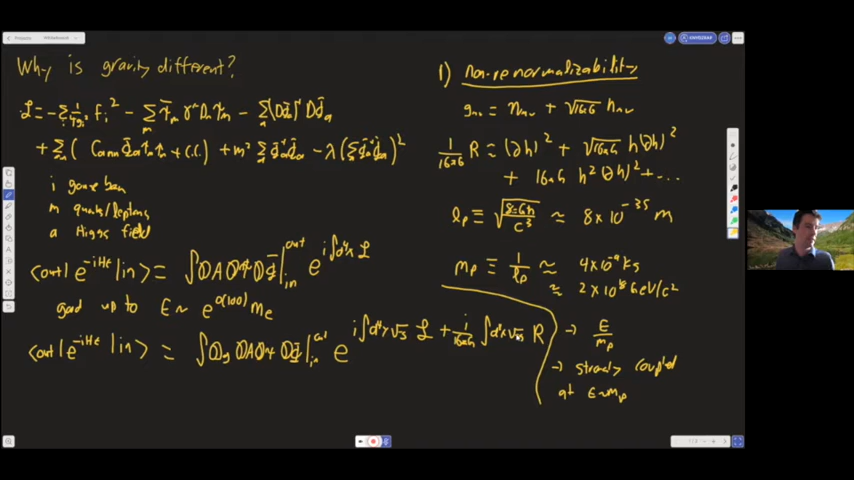 Why is gravity different?
L = -Σ_i 1/4g_i² F_i² - Σ_m ψ̄_m γ^μ D_μ ψ_m - Σ_a (DΦ_a)† DΦ_a
+ Σ ( C_amn Φ_a ψ_m ψ_n + c.c.) + m² Σ_a Φ_a†Φ_a - λ (Σ_a Φ_a†Φ_a)²
i gauge
m quarks/leptons
a Higgs field
⟨out| e^{-iHt} |in⟩ = ∫DA Dψ DΦ |_in^out e^{i∫d⁴x L}
good up to E ~ e^{O(100)} m_e
⟨out| e^{-iHt} |in⟩ = ∫Dg DA Dψ DΦ |_in^out e^{i∫d⁴x √-g L + i/16πG ∫d⁴x √-g R}
1) non-renormalizability
g_μν = η_μν + √16πG h_μν
1/16πG R = (∂h)² + √16πG h(∂h)²
+ 16πG h²(∂h)² + ...
l_p ≡ √(8πGħ/c³) ≈ 8×10^{-35} m
m_p ≡ 1/l_p ≈ 4×10^{-9} kg
≈ 2×10^{18} GeV/c²
→ E/m_p
→ strongly coupled
at E~m_p